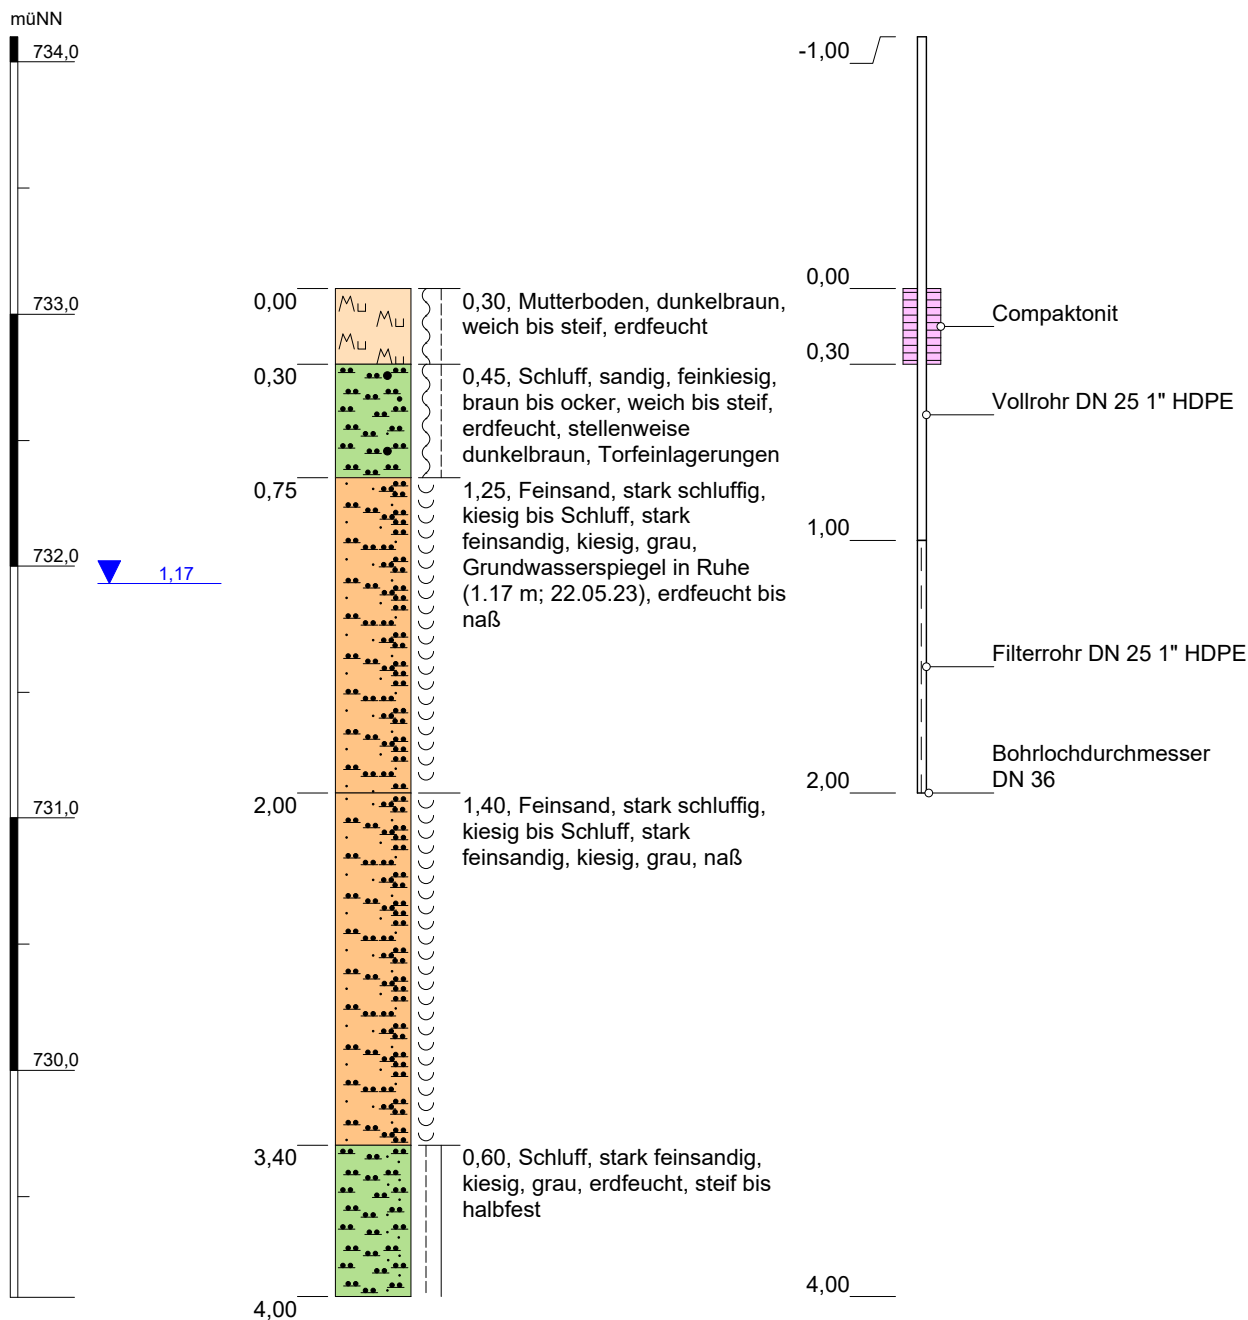 müNN
734,0
733,0
732,0
731,0
730,0
1,17
0,00
0,30, Mutterboden, dunkelbraun,
weich bis steif, erdfeucht
0,30
0,45, Schluff, sandig, feinkiesig,
braun bis ocker, weich bis steif,
erdfeucht, stellenweise
dunkelbraun, Torfeinlagerungen
0,75
1,25, Feinsand, stark schluffig,
kiesig bis Schluff, stark
feinsandig, kiesig, grau,
Grundwasserspiegel in Ruhe
(1.17 m; 22.05.23), erdfeucht bis
naß
2,00
1,40, Feinsand, stark schluffig,
kiesig bis Schluff, stark
feinsandig, kiesig, grau, naß
3,40
0,60, Schluff, stark feinsandig,
kiesig, grau, erdfeucht, steif bis
halbfest
4,00
-1,00
0,00
Compaktonit
0,30
Vollrohr DN 25 1" HDPE
1,00
Filterrohr DN 25 1" HDPE
Bohrlochdurchmesser
DN 36
2,00
4,00